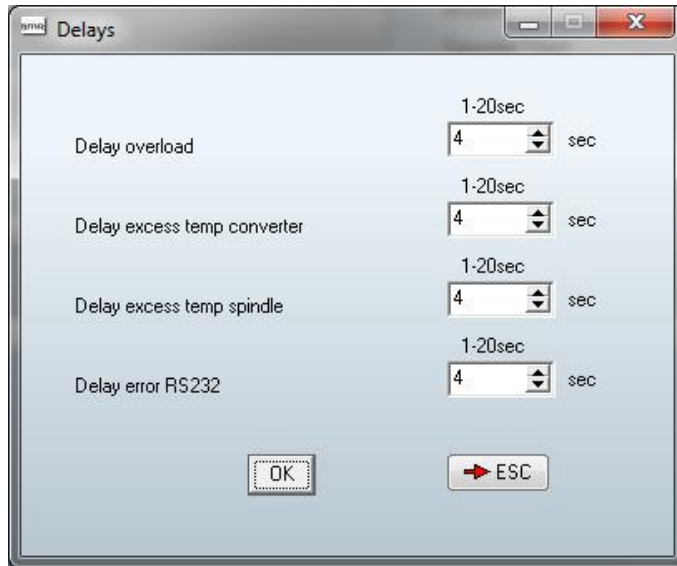 Delays
1-20sec
Delay overload 4 sec
1-20sec
Delay excess temp converter 4 sec
1-20sec
Delay excess temp spindle 4 sec
1-20sec
Delay error RS232 4 sec
OK ESC